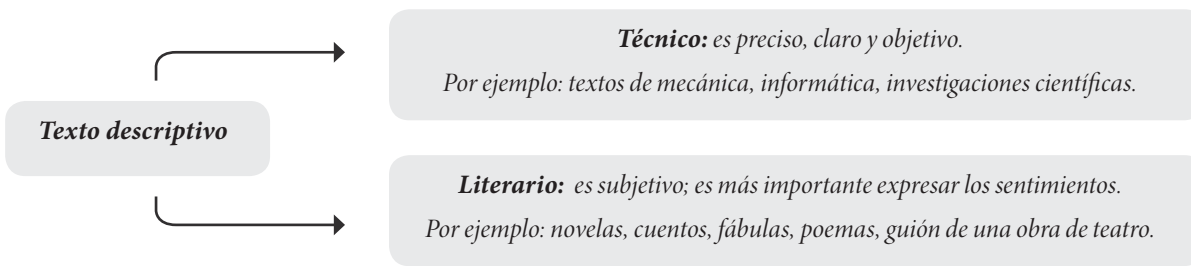 Técnico: es preciso, claro y objetivo.
Por ejemplo: textos de mecánica, informática, investigaciones científicas.
Texto descriptivo
Literario: es subjetivo; es más importante expresar los sentimientos.
Por ejemplo: novelas, cuentos, fábulas, poemas, guión de una obra de teatro.